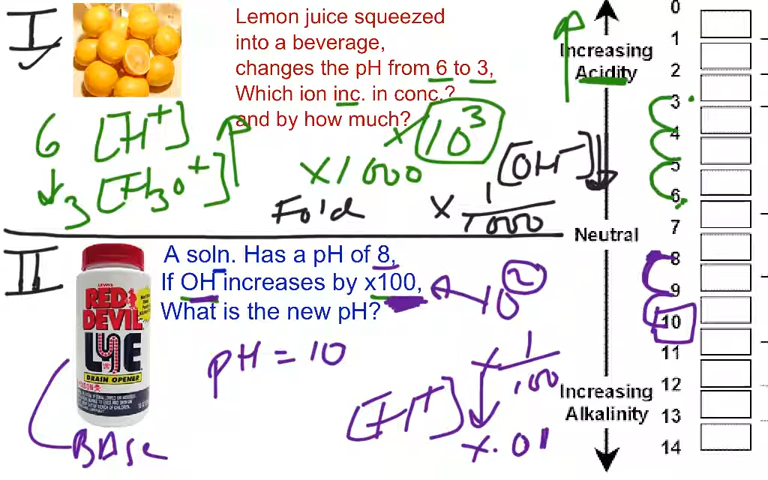 I
Lemon juice squeezed
into a beverage,
changes the pH from 6 to 3,
Which ion inc. in conc.?
and by how much?
6 [H+]
↓ 3 [H3O+]
x1000
x10^3
[OH-]
Fold x 1/1000
II
A soln. Has a pH of 8,
If OH- increases by x100,
What is the new pH?
10^2
pH = 10
x 1/100
[H+]
x.01
RED
DEVIL
LYE
DRAIN OPENER
BASE
Increasing
Acidity
Neutral
Increasing
Alkalinity
0
1
2
3
4
5
6
7
8
9
10
11
12
13
14